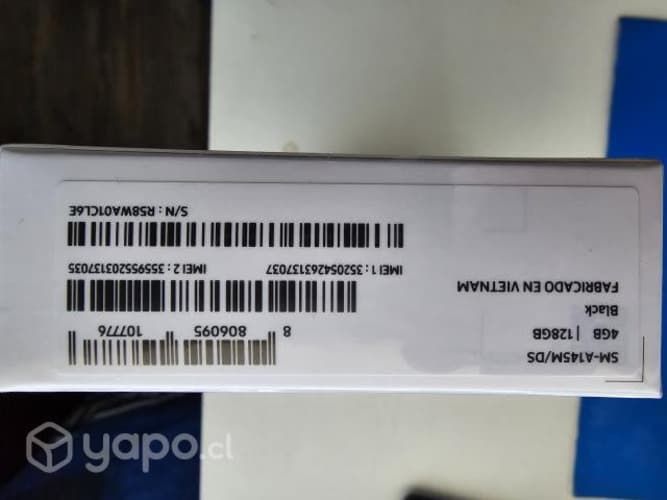 SM-A145M/DS
4GB | 128GB
Black
FABRICADO EN VIETNAM
8 806095 107776
IMEI 1 : 352054263137037 IMEI 2 : 355955203137035
S/N : R58WA01CL6E
yapo.cl